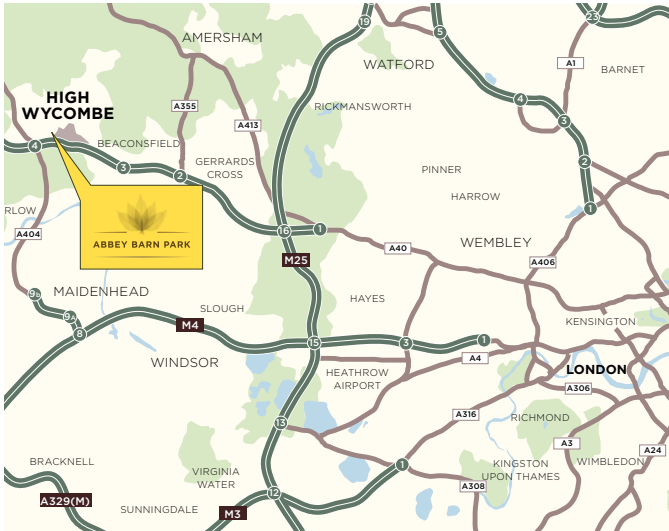 19
23
AMERSHAM
5
A1
WATFORD
BARNET
HIGH
WYCOMBE
A355
RICKMANSWORTH
4
A413
3
4
BEACONSFIELD
3
2
GERRARDS
CROSS
2
PINNER
HARROW
1
RLOW
ABBEY BARN PARK
A404
16
1
WEMBLEY
A40
M25
A406
9b
MAIDENHEAD
HAYES
SLOUGH
9A
M4
KENSINGTON
8
15
3
1
WINDSOR
A4
HEATHROW
AIRPORT
LONDON
A306
A316
RICHMOND
13
A3
A24
BRACKNELL
VIRGINIA
WATER
1
KINGSTON
UPON THAMES
WIMBLEDON
A308
12
A329(M)
SUNNINGDALE
M3